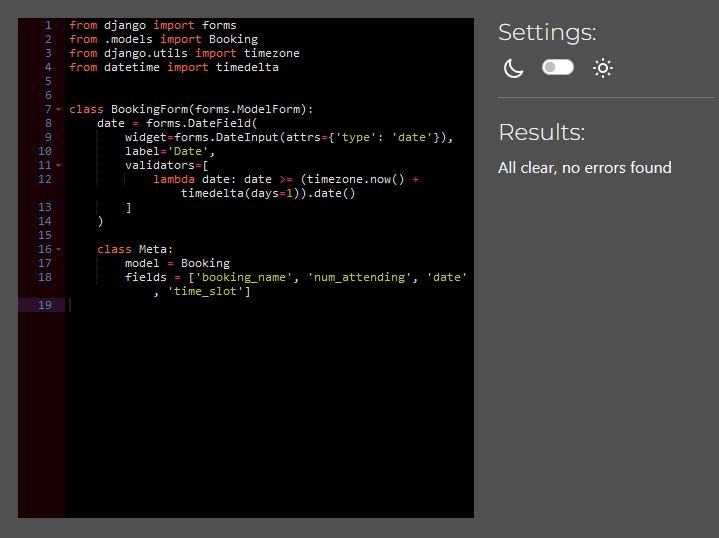 1 from django import forms
2 from .models import Booking
3 from django.utils import timezone
4 from datetime import timedelta
5
6
7 class BookingForm(forms.ModelForm):
8     date = forms.DateField(
9         widget=forms.DateInput(attrs={'type': 'date'}),
10         label='Date',
11         validators=[
12             lambda date: date >= (timezone.now() +
                timedelta(days=1)).date()
13         ]
14     )
15
16     class Meta:
17         model = Booking
18         fields = ['booking_name', 'num_attending', 'date'
            , 'time_slot']
19
Settings:
Results:
All clear, no errors found